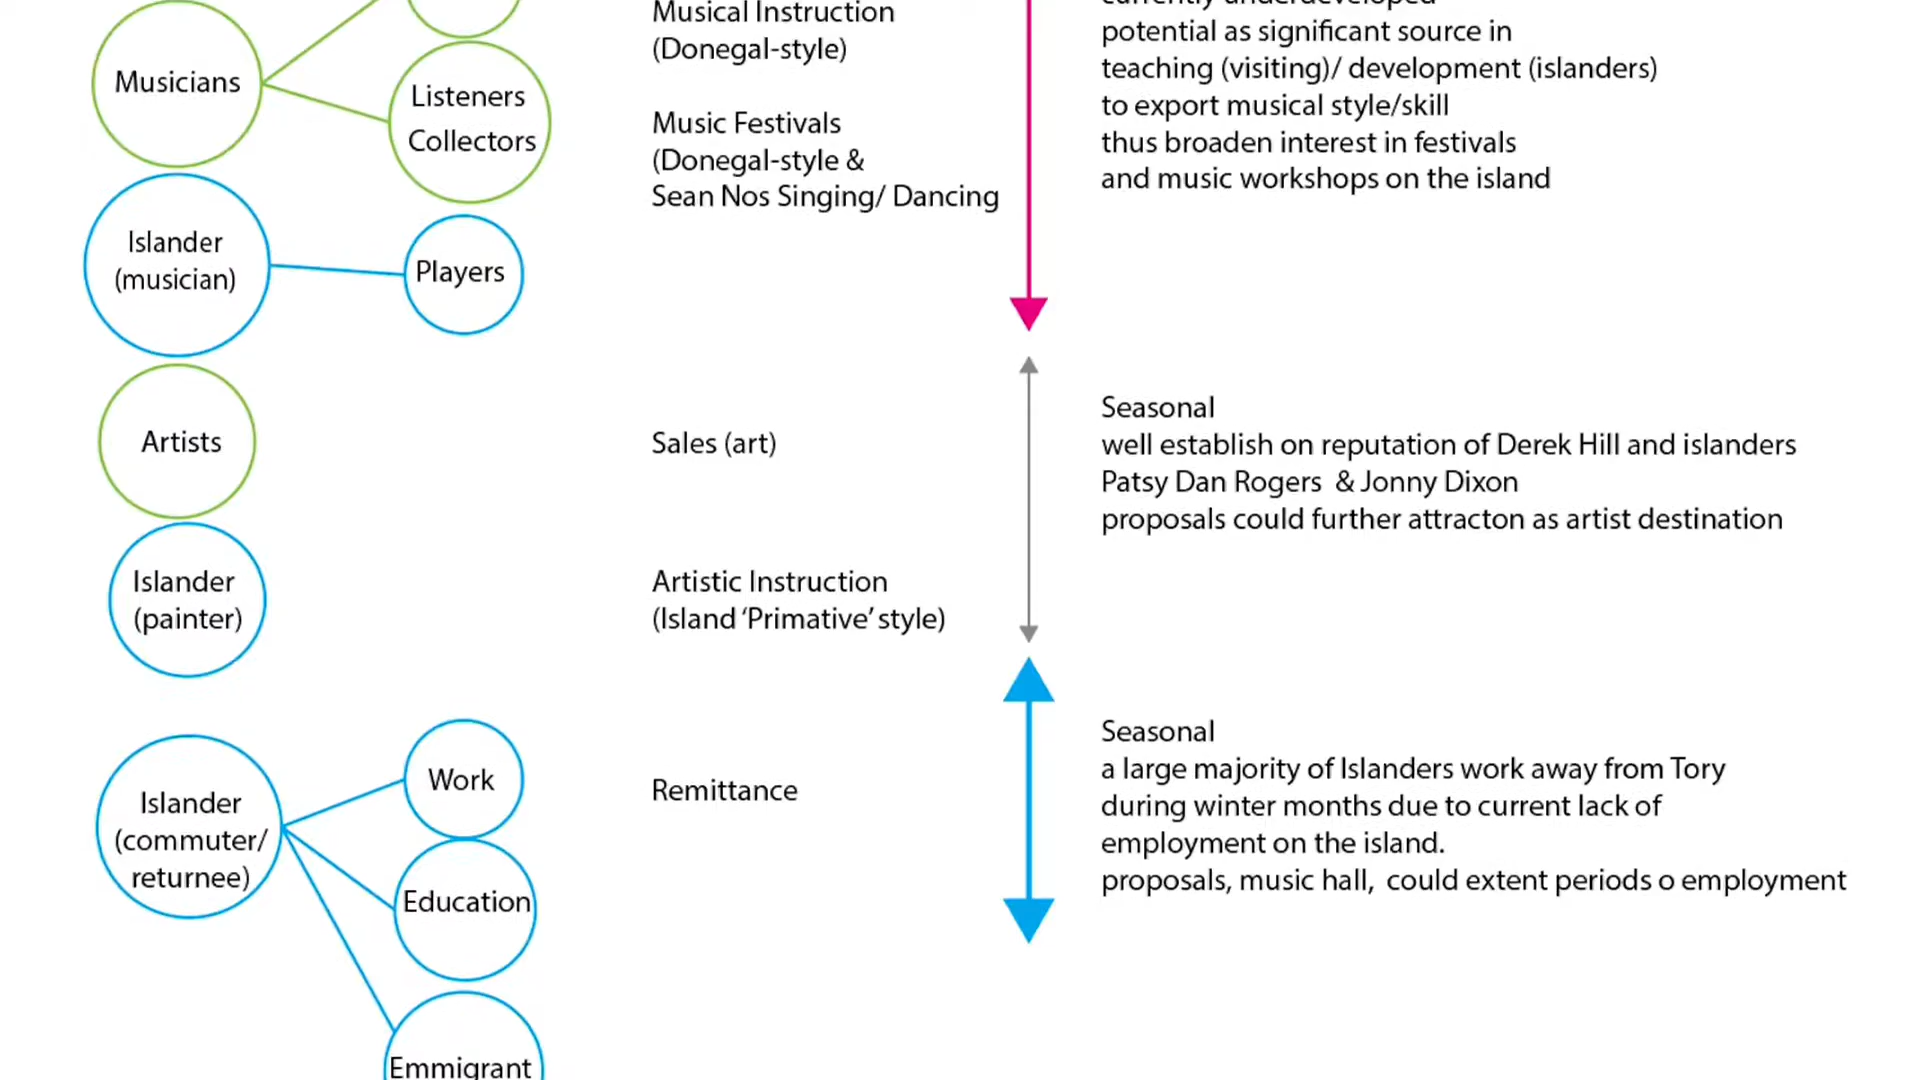 Musicians
Listeners
Collectors
Islander
(musician)
Players
Artists
Islander
(painter)
Islander
(commuter/
returnee)
Work
Education
Emmigrant
Musical Instruction
(Donegal-style)
Music Festivals
(Donegal-style &
Sean Nos Singing/ Dancing
Sales (art)
Artistic Instruction
(Island ‘Primative’ style)
Remittance
currently underdeveloped
potential as significant source in
teaching (visiting)/ development (islanders)
to export musical style/skill
thus broaden interest in festivals
and music workshops on the island
Seasonal
well establish on reputation of Derek Hill and islanders
Patsy Dan Rogers & Jonny Dixon
proposals could further attracton as artist destination
Seasonal
a large majority of Islanders work away from Tory
during winter months due to current lack of
employment on the island.
proposals, music hall, could extent periods o employment